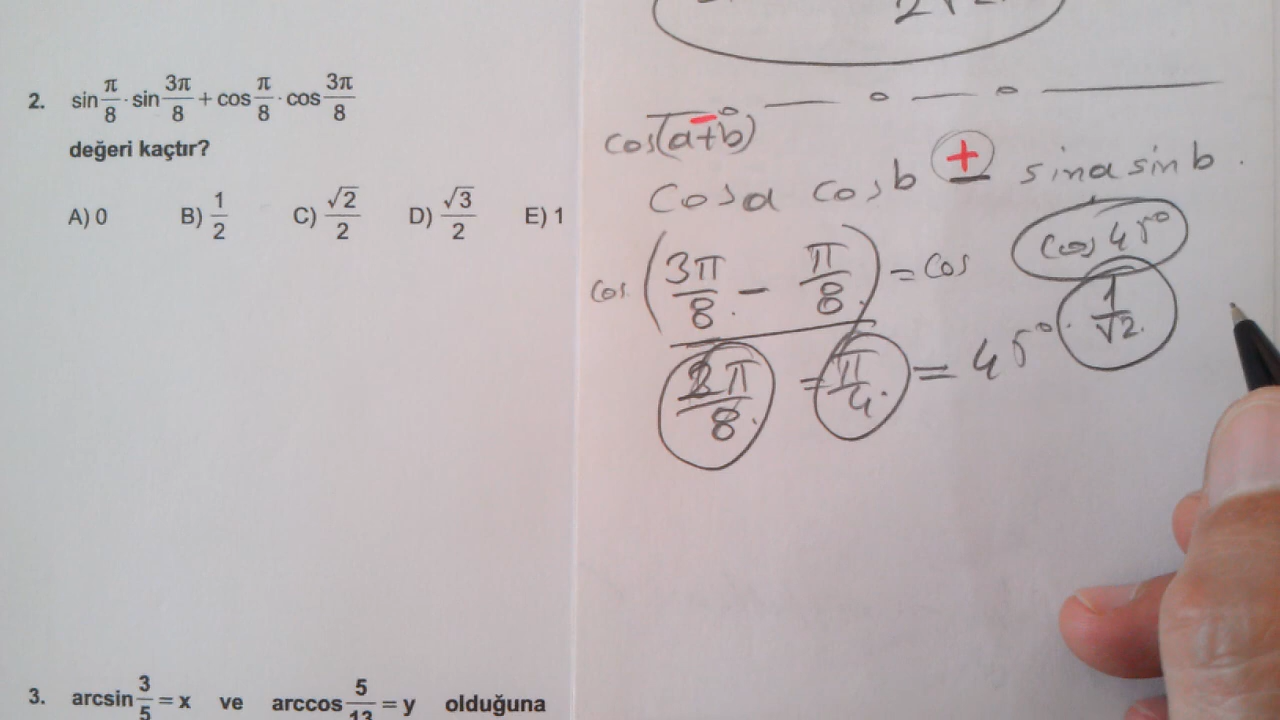 2. sin π/8 · sin 3π/8 + cos π/8 · cos 3π/8
değeri kaçtır?
A) 0 B) 1/2 C) √2/2 D) √3/2 E) 1
3. arcsin 3/5 = x ve arccos 5/13 = y olduğuna
2√2
cos(a+b)
-
cosa cosb - sina sinb.
+
cos (3π/8 - π/8) = cos cos45°
2π/8 = π/4 = 45° 1/√2